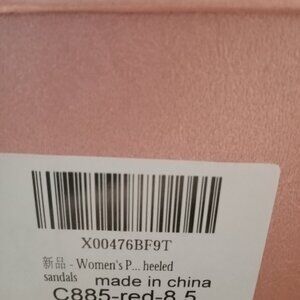 X00476BF9T
新品 - Women's P... heeled
sandals made in china
C885-red-8.5